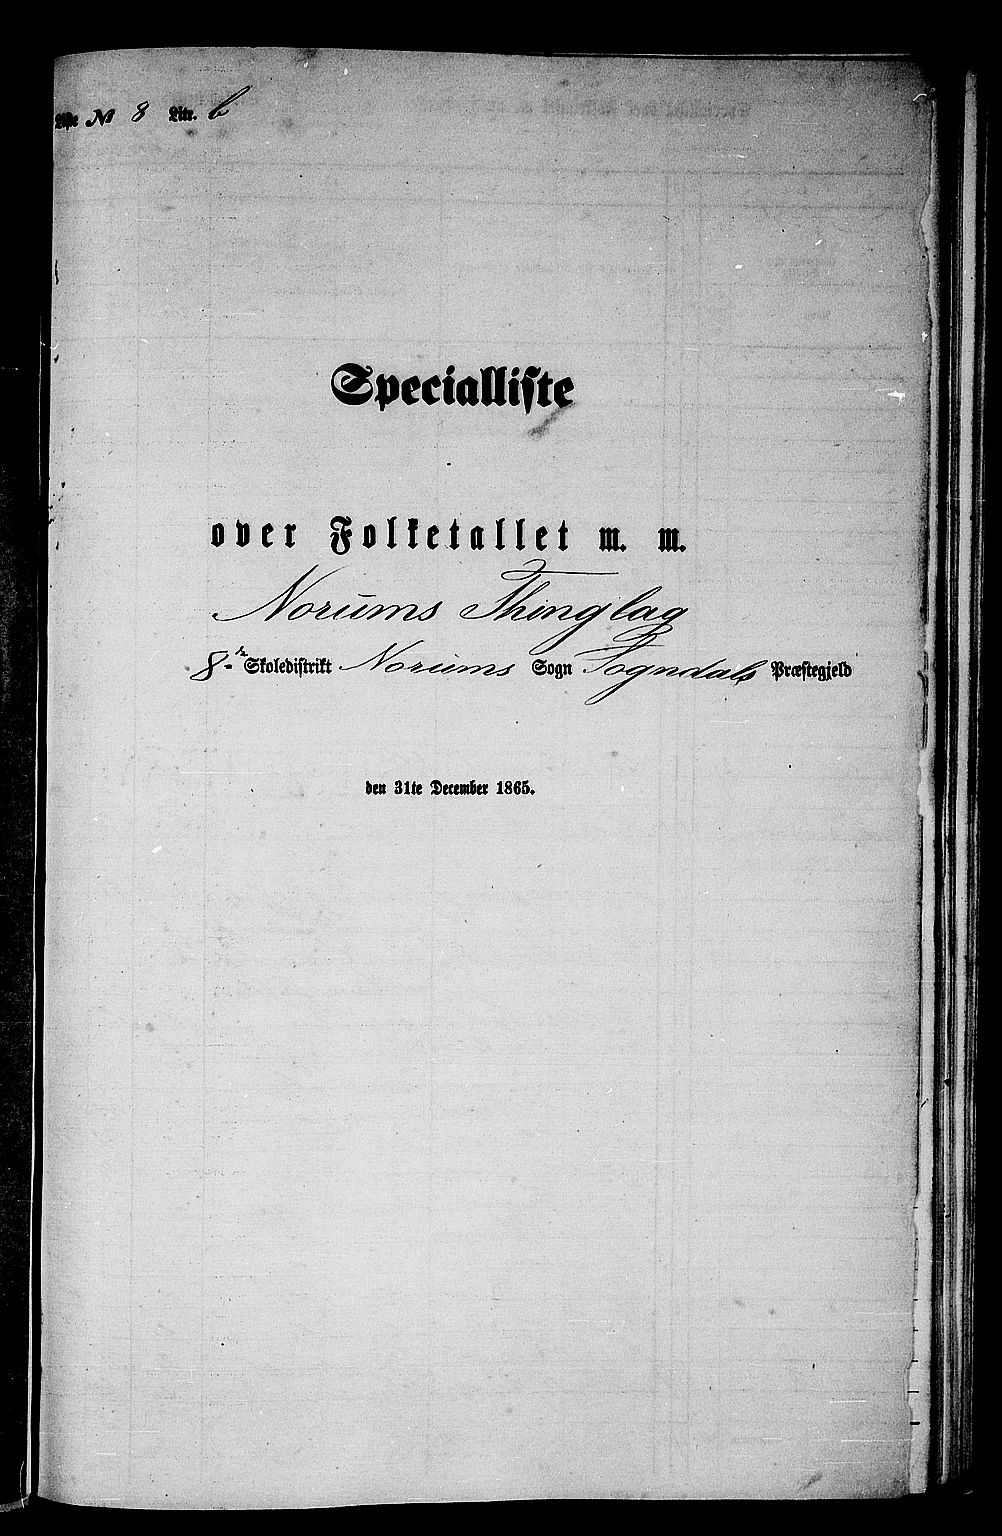 Liste № 8 Litr. b
Specialliste
over Folketallet m. m.
Norums Thinglag
8de Skoledistrikt Norums Sogn Sogndals Præstegjeld
den 31te December 1865.